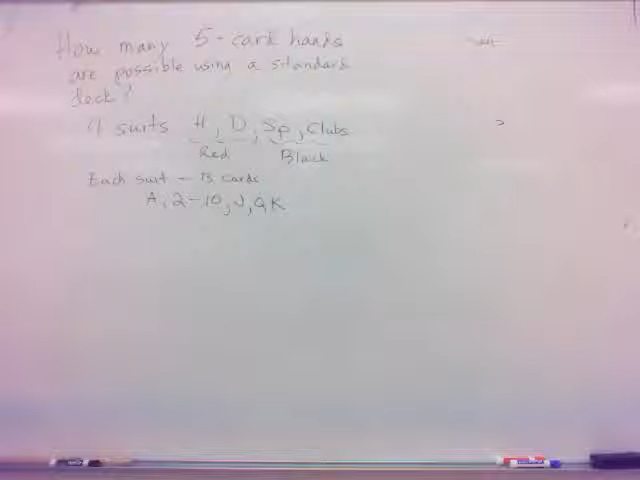 How many 5-card hands
are possible using a standard
deck?
4 suits H, D, Sp, Clubs
Red Black
Each suit - 13 cards
A, 2-10, J, Q, K